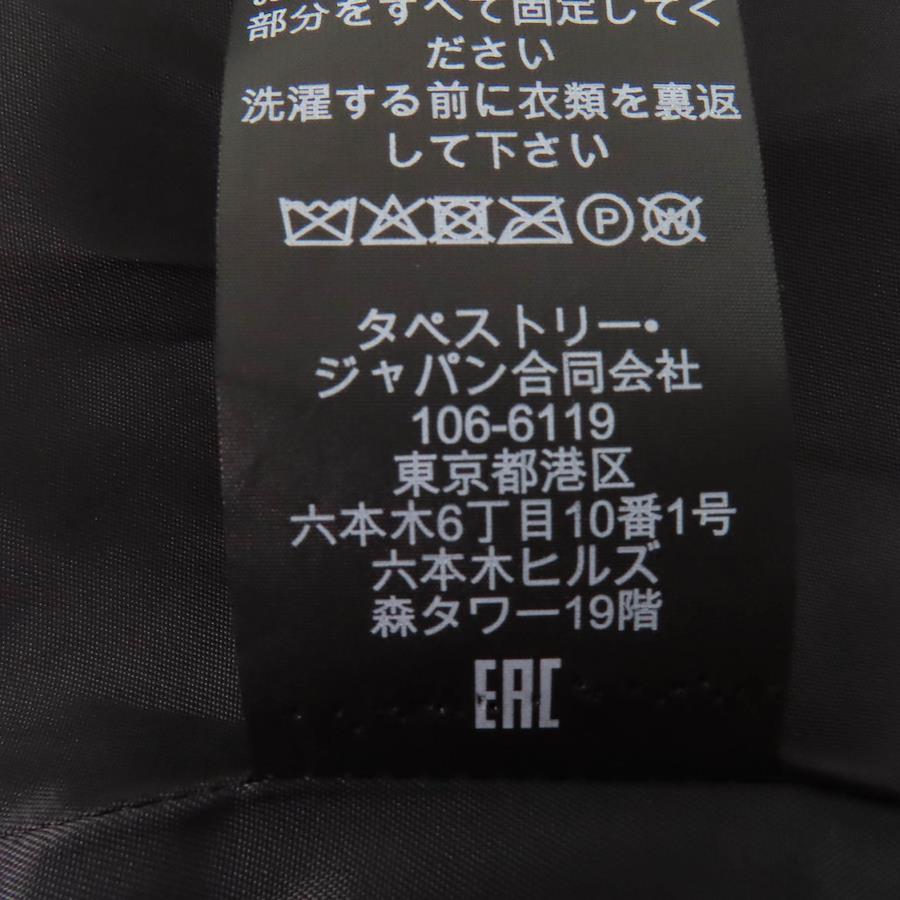 部分をすべて固定してく
ださい
洗濯する前に衣類を裏返
して下さい
P W
タペストリー・
ジャパン合同会社
106-6119
東京都港区
六本木6丁目10番1号
六本木ヒルズ
森タワー19階
EAC